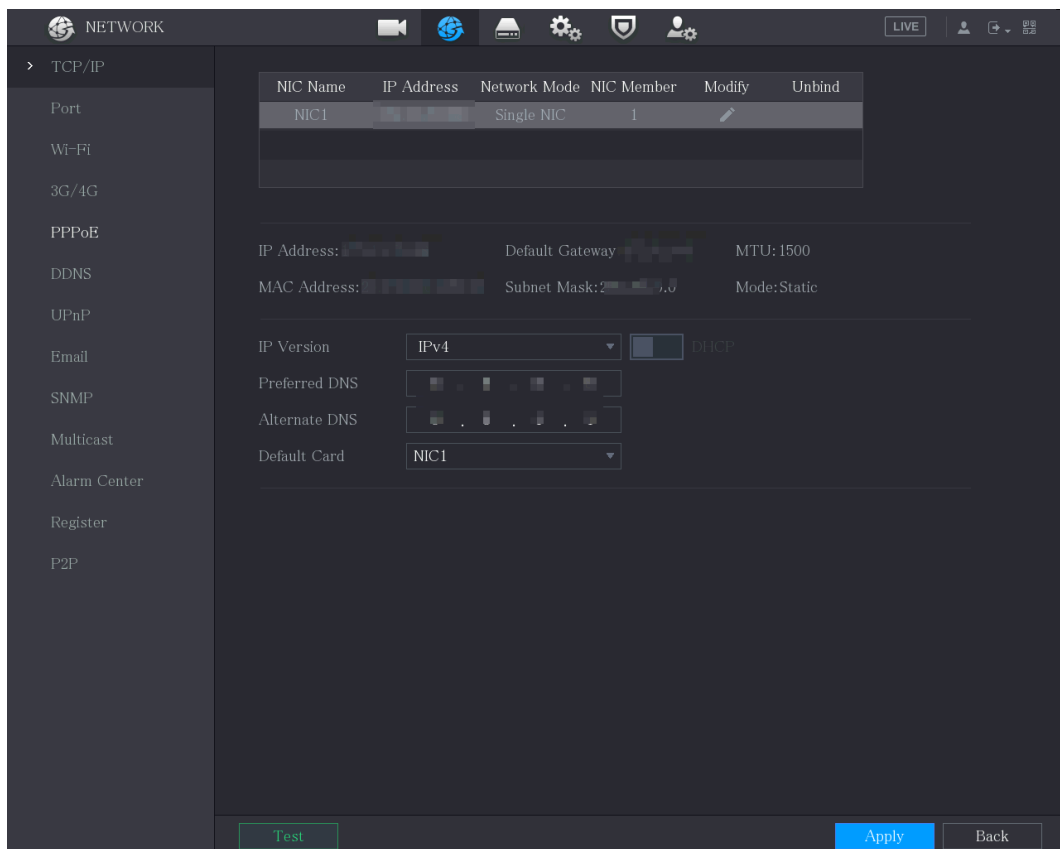 NETWORK
LIVE
TCP/IP
Port
Wi-Fi
3G/4G
PPPoE
DDNS
UPnP
Email
SNMP
Multicast
Alarm Center
Register
P2P
NIC Name IP Address Network Mode NIC Member Modify Unbind
NIC1 Single NIC 1
IP Address: Default Gateway MTU:1500
MAC Address: Subnet Mask: Mode:Static
IP Version IPv4 DHCP
Preferred DNS
Alternate DNS
Default Card NIC1
Test Apply Back